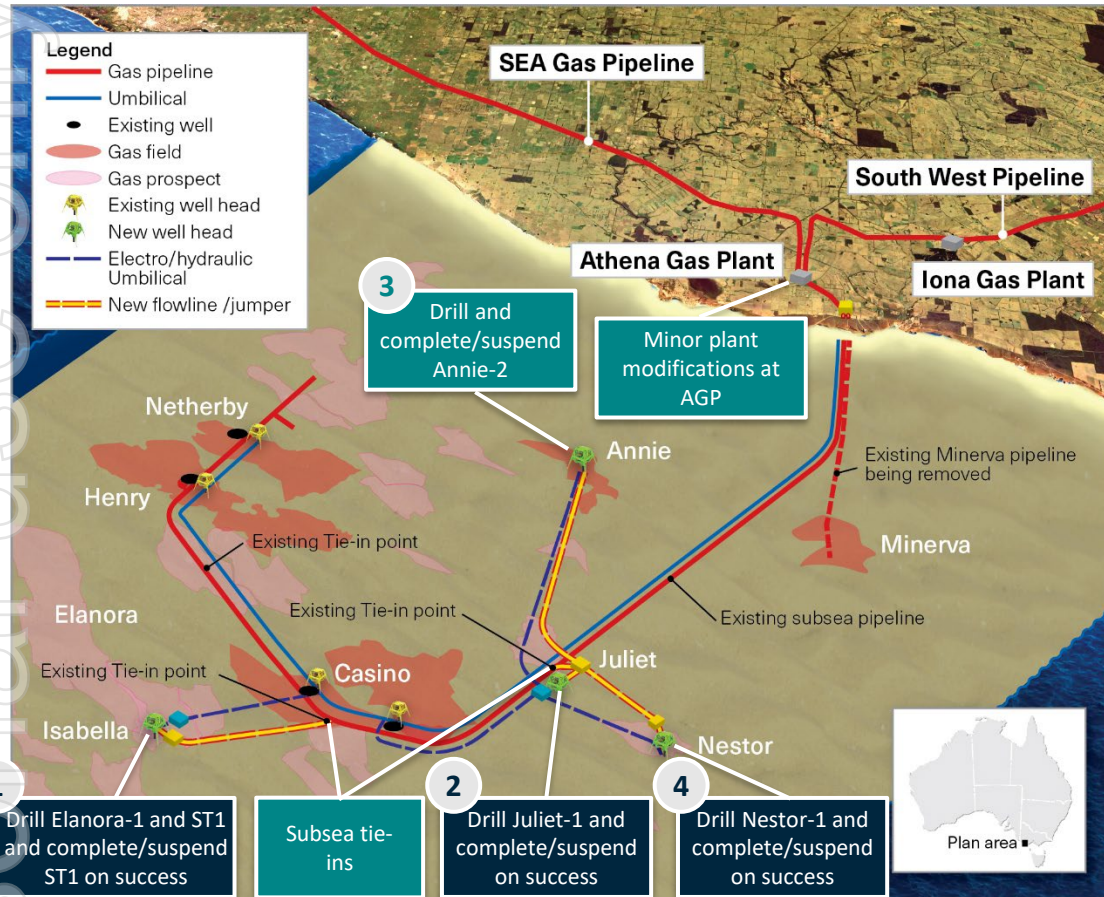 Legend
Gas pipeline
Umbilical
Existing well
Gas field
Gas prospect
Existing well head
New well head
Electro/hydraulic
Umbilical
New flowline /jumper
SEA Gas Pipeline
South West Pipeline
Athena Gas Plant
Iona Gas Plant
3
Drill and
complete/suspend
Annie-2
Minor plant
modifications at
AGP
Netherby
Henry
Annie
Existing Minerva pipeline
being removed
Minerva
Existing Tie-in point
Elanora
Existing Tie-in point
Existing subsea pipeline
Existing Tie-in point
Casino
Juliet
Isabella
Nestor
Drill Elanora-1 and ST1
and complete/suspend
ST1 on success
Subsea tie-
ins
2
Drill Juliet-1 and
complete/suspend
on success
4
Drill Nestor-1 and
complete/suspend
on success
Plan area